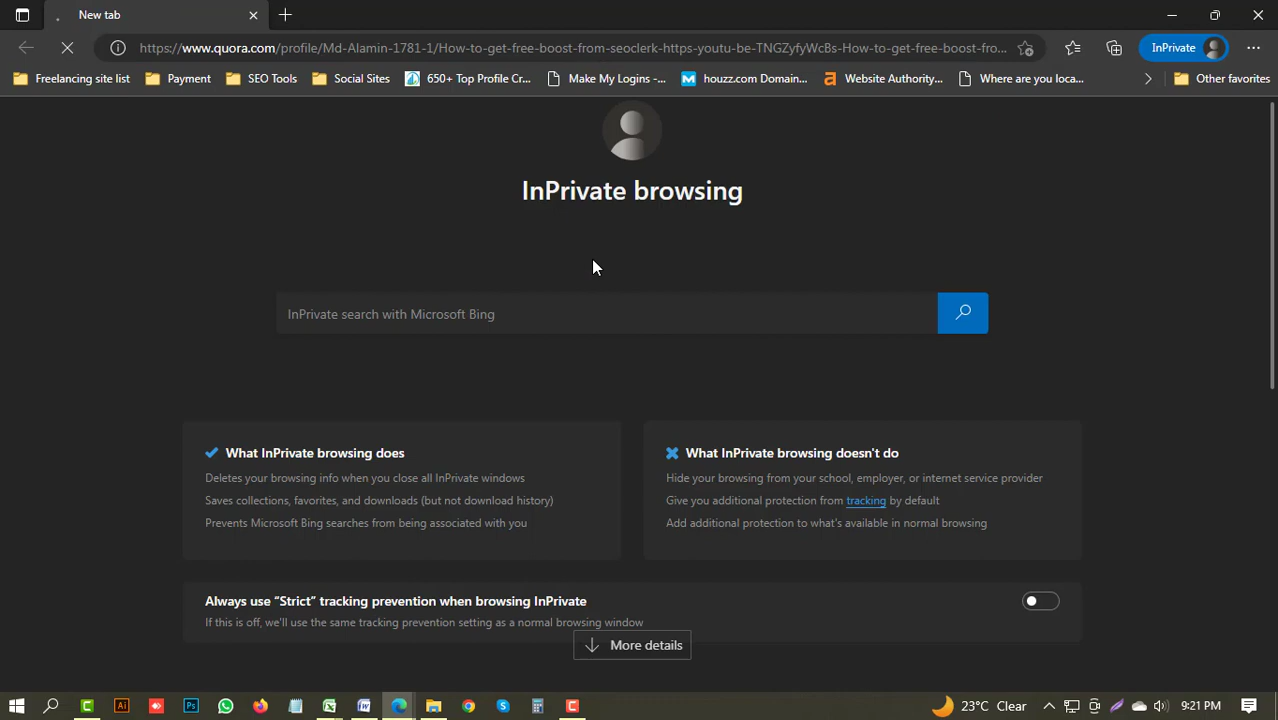 New tab
https://www.quora.com/profile/Md-Alamin-1781-1/How-to-get-free-boost-from-seoclerk-https-youtu-be-TNGZyfyWcBs-How-to-get-free-boost-from-fro...
InPrivate
Freelancing site list Payment SEO Tools Social Sites 650+ Top Profile Cr... Make My Logins -... houzz.com Domain... Website Authority... Where are you loca... Other favorites
InPrivate browsing
InPrivate search with Microsoft Bing
What InPrivate browsing does
Deletes your browsing info when you close all InPrivate windows
Saves collections, favorites, and downloads (but not download history)
Prevents Microsoft Bing searches from being associated with you
What InPrivate browsing doesn't do
Hide your browsing from your school, employer, or internet service provider
Give you additional protection from tracking by default
Add additional protection to what's available in normal browsing
Always use “Strict” tracking prevention when browsing InPrivate
If this is off, we'll use the same tracking prevention setting as a normal browsing window
More details
23°C Clear
9:21 PM